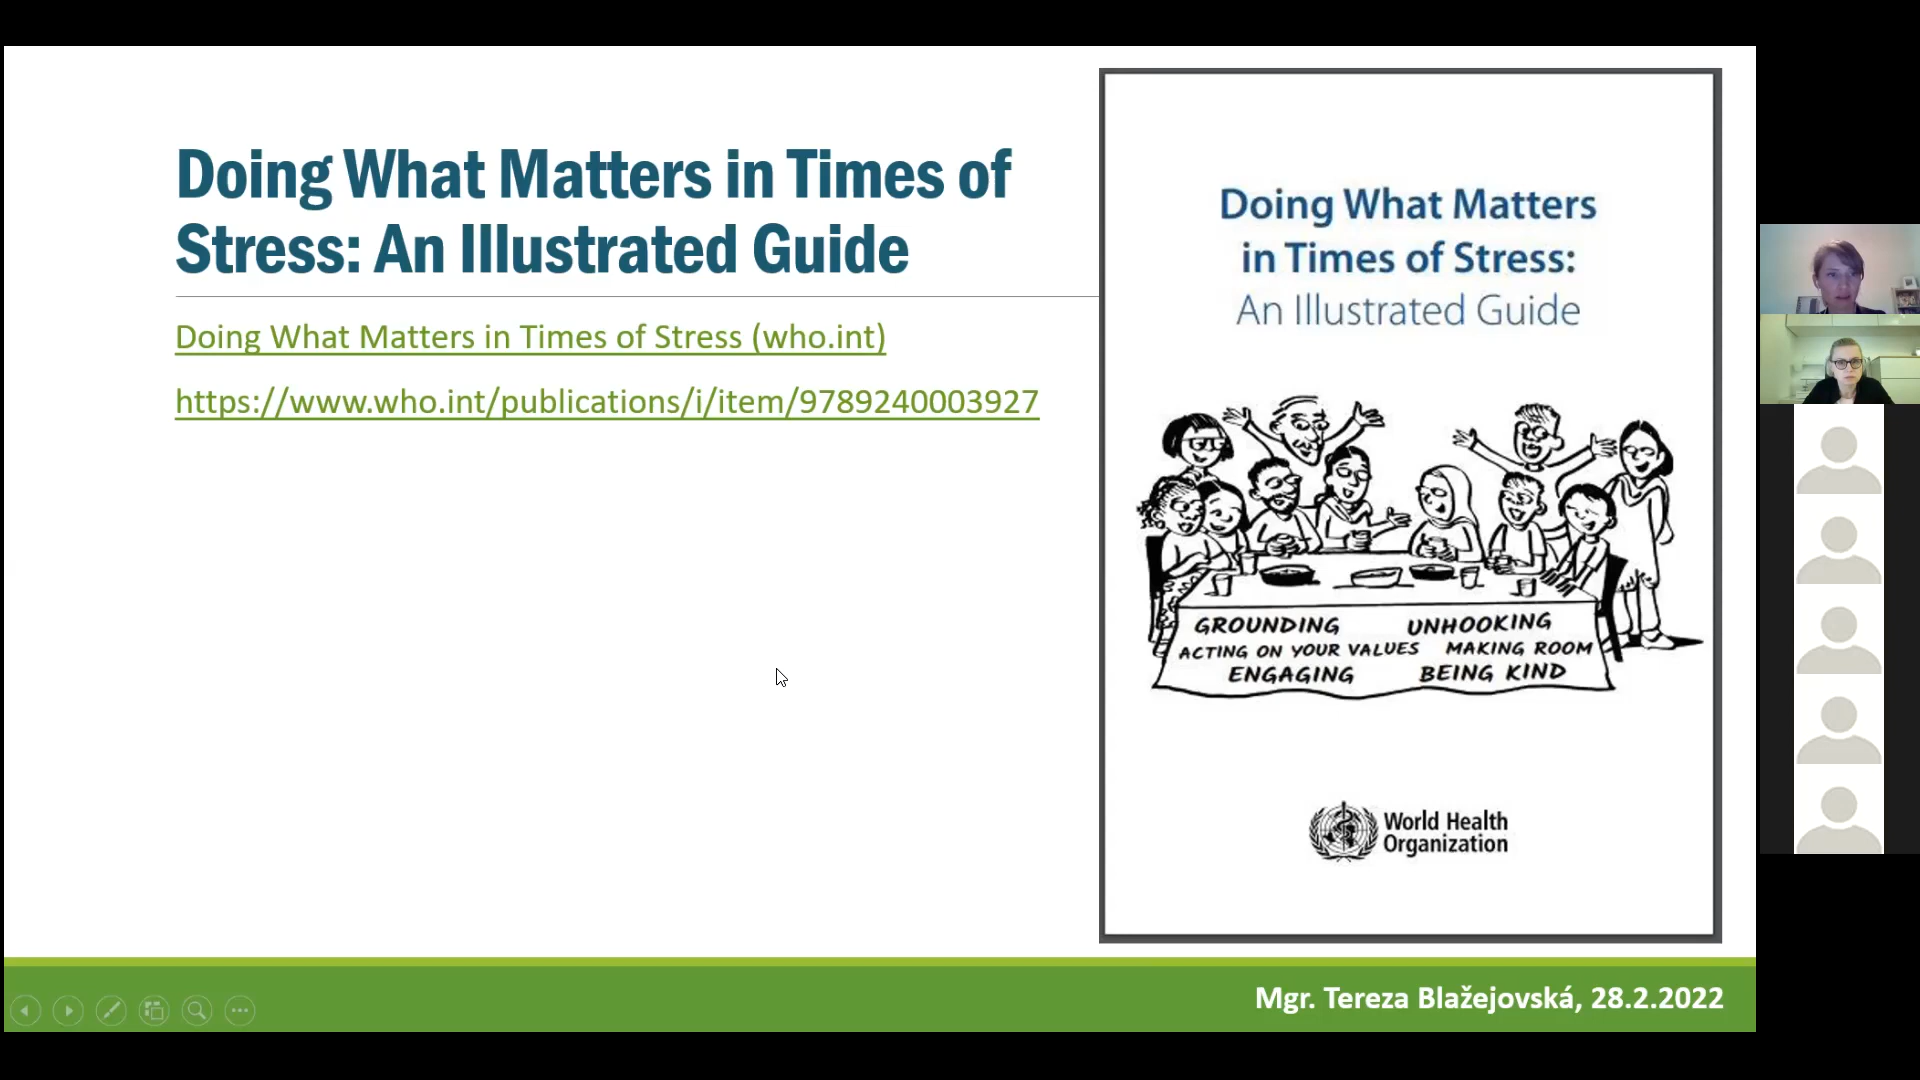 Doing What Matters in Times of
Stress: An Illustrated Guide
Doing What Matters in Times of Stress (who.int)
https://www.who.int/publications/i/item/9789240003927
Doing What Matters
in Times of Stress:
An Illustrated Guide
GROUNDING UNHOOKING
ACTING ON YOUR VALUES MAKING ROOM
ENGAGING BEING KIND
World Health
Organization
Mgr. Tereza Blažejovská, 28.2.2022